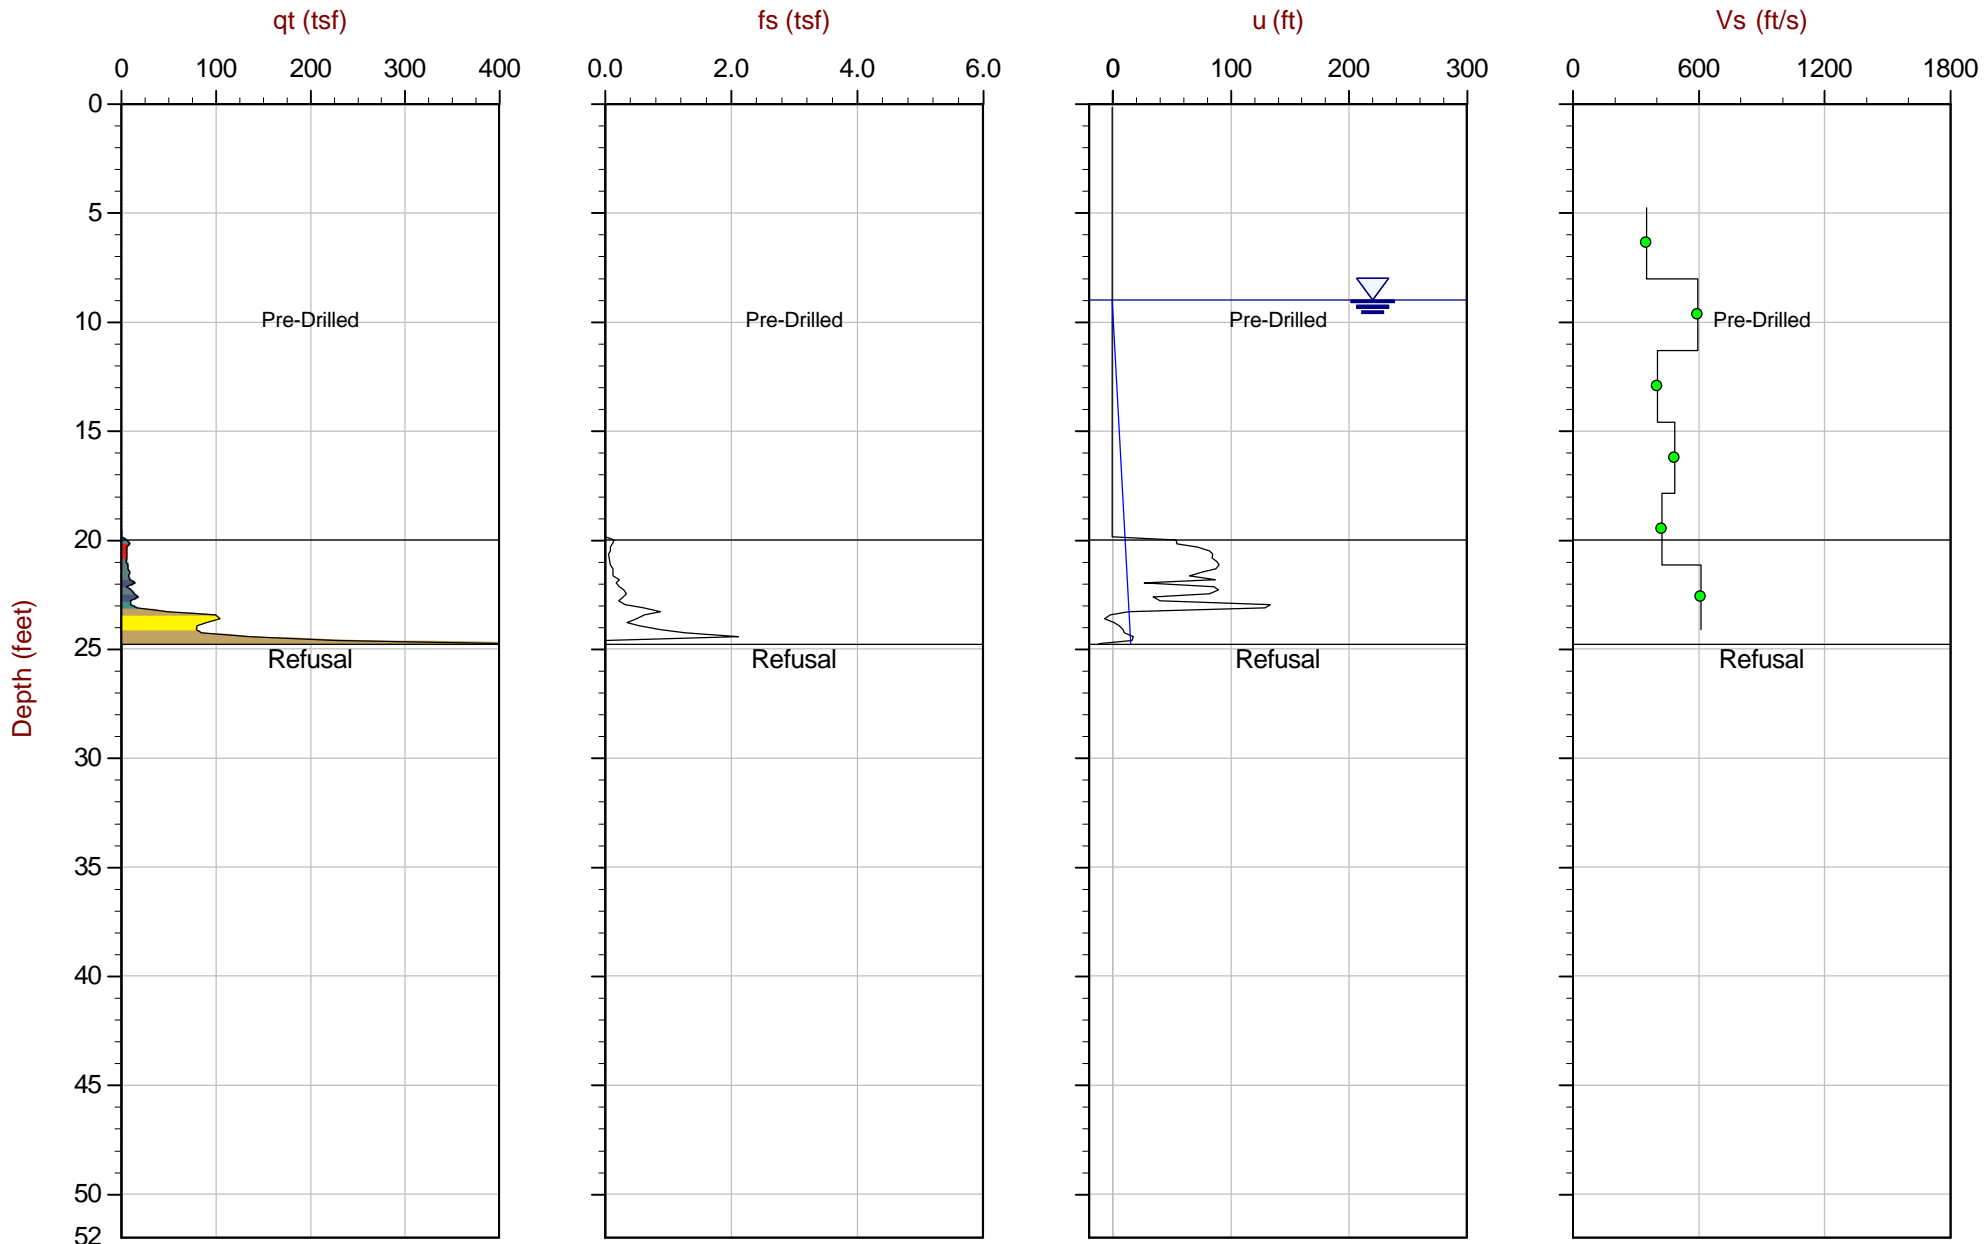 qt (tsf) fs (tsf) u (ft) Vs (ft/s)
0 100 200 300 400 0.0 2.0 4.0 6.0 0 100 200 300 0 600 1200 1800
0
5
10
Pre-Drilled Pre-Drilled Pre-Drilled Pre-Drilled
15
20
25
Refusal Refusal Refusal Refusal
Depth (feet)
30
35
40
45
50
52